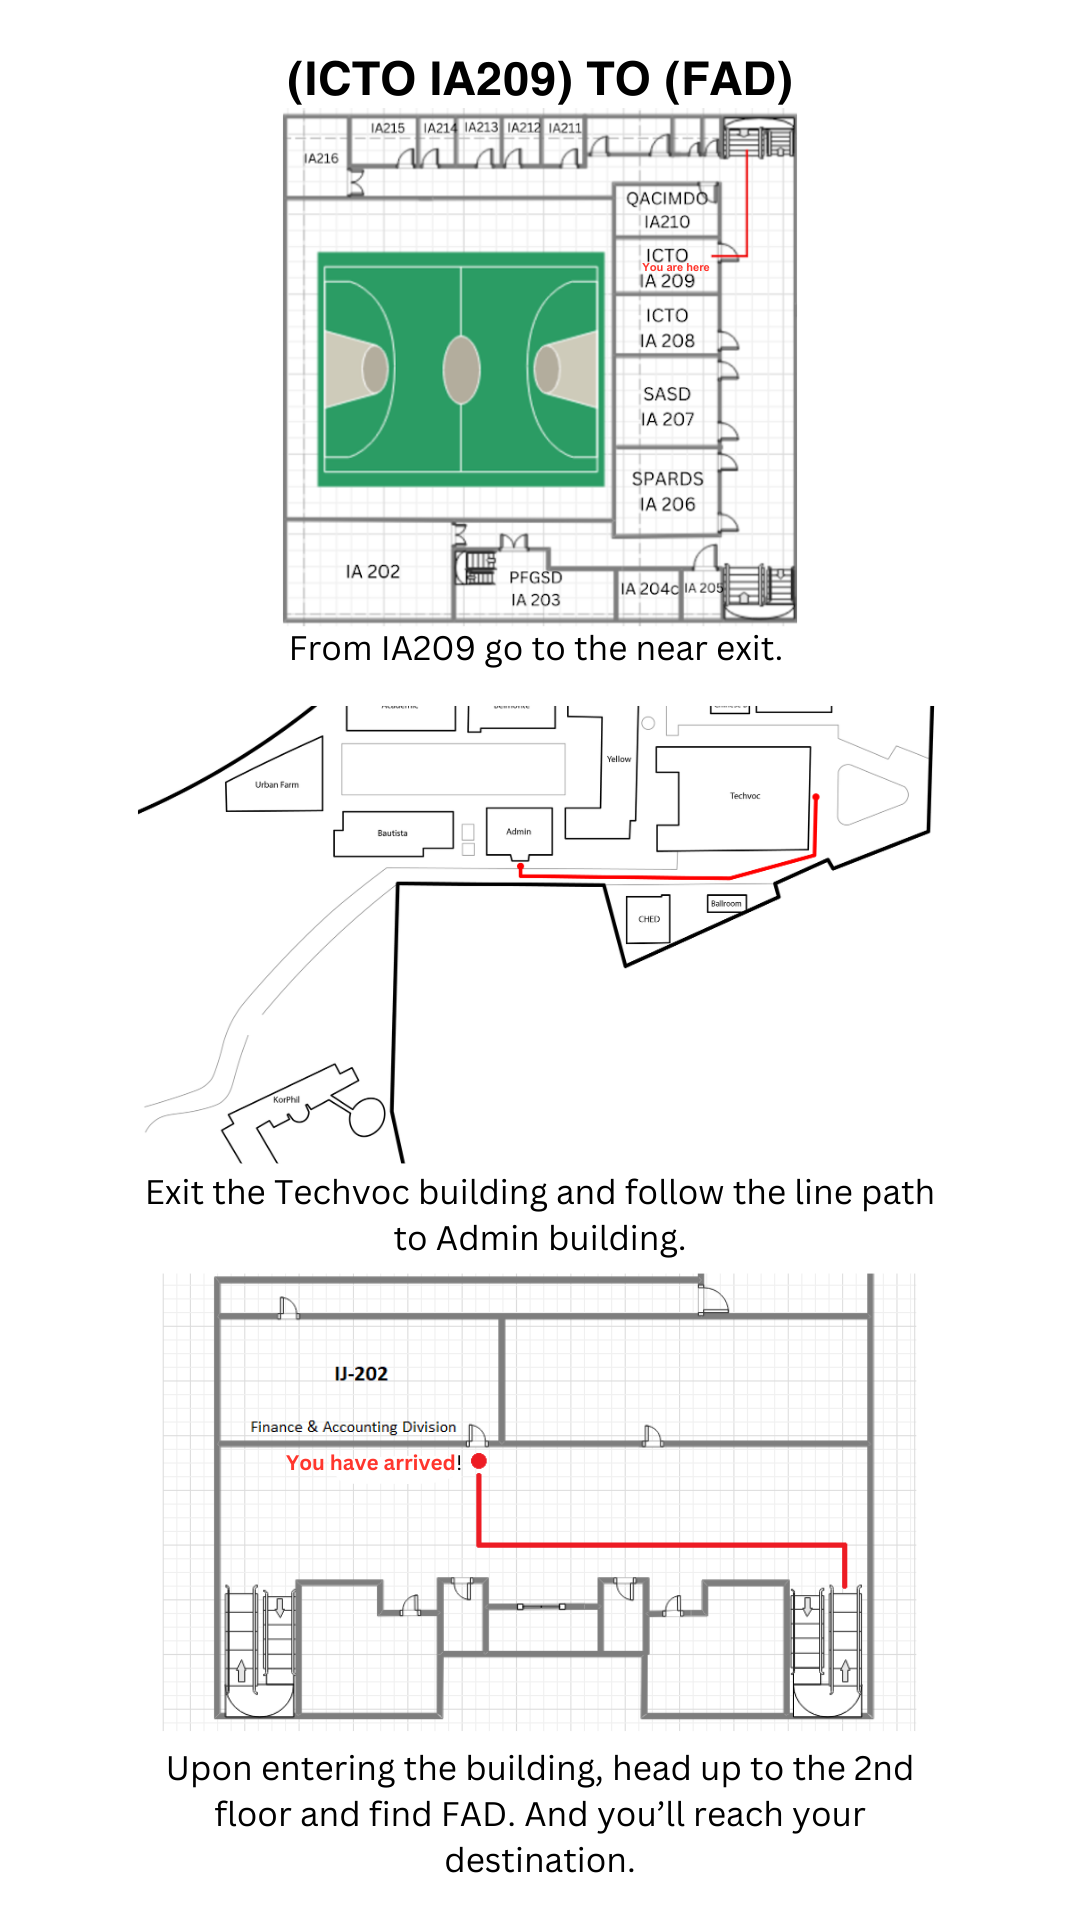 (ICTO IA209) TO (FAD)
IA215
IA214
IA213
IA212
IA211
IA216
QACIMDO
IA210
ICTO
You are here
IA 209
ICTO
IA 208
SASD
IA 207
SPARDS
IA 206
IA 202
PFGSD
IA 203
IA 204c
IA 205
From IA209 go to the near exit.
Academic
Belmonte
Yellow
Urban Farm
Techvoc
Bautista
Admin
CHED
Ballroom
KorPhil
Exit the Techvoc building and follow the line path
to Admin building.
IJ-202
Finance & Accounting Division
You have arrived!
Upon entering the building, head up to the 2nd
floor and find FAD. And you’ll reach your
destination.